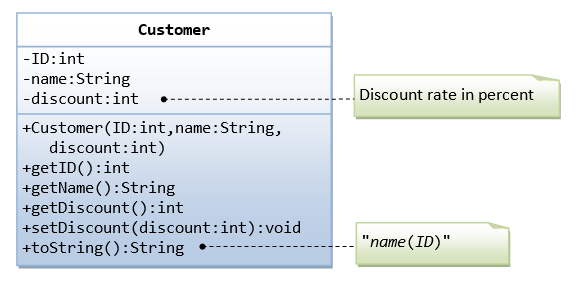 Customer
-ID:int
-name:String
-discount:int
Discount rate in percent
+Customer(ID:int,name:String,
discount:int)
+getID():int
+getName():String
+getDiscount():int
+setDiscount(discount:int):void
+toString():String
"name(ID)"